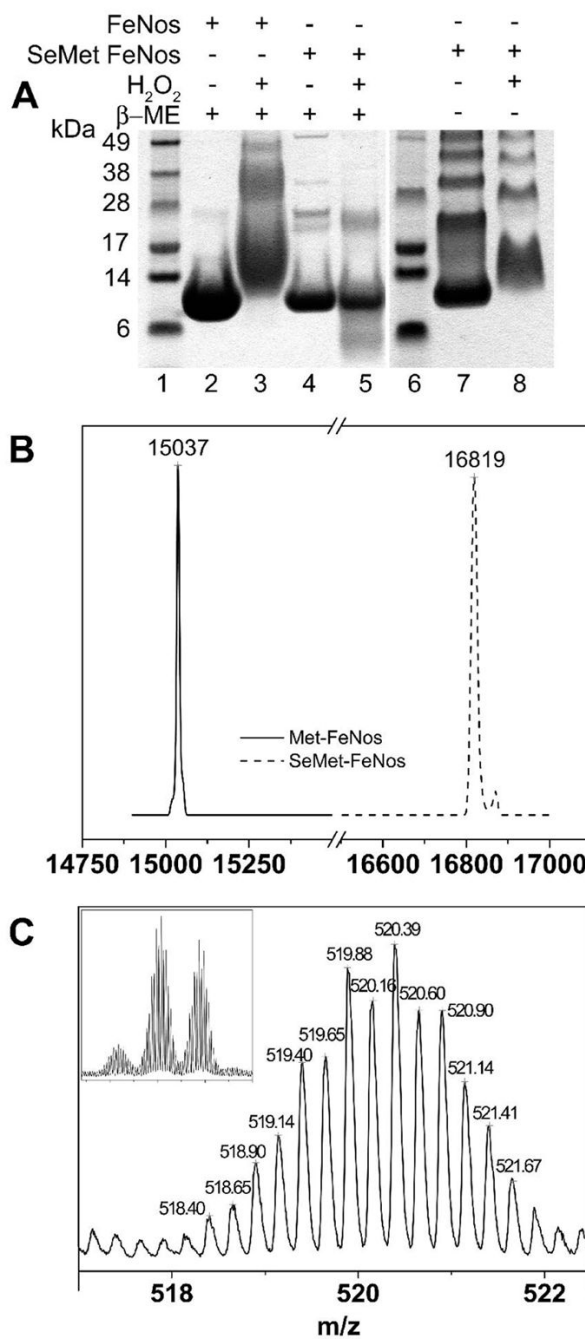 FeNos + + - - - -
SeMet FeNos - - + + + +
H₂O₂ - + - + - +
A β–ME + + + + - -
kDa
49
38
28
17
14
6
1 2 3 4 5 6 7 8
B
15037 16819
Met-FeNos
SeMet-FeNos
14750 15000 15250 16600 16800 17000
C
520.39
519.88
520.16 520.60 520.90
519.65
519.40
521.14
519.14
521.41
518.90
521.67
518.65
518.40
518 520 522
m/z